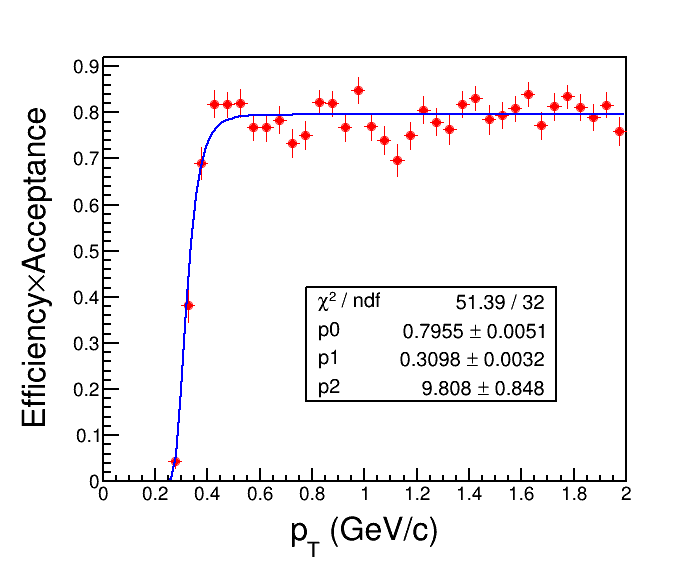 Efficiency×Acceptance
0.9
0.8
0.7
0.6
0.5
0.4
0.3
0.2
0.1
0
χ² / ndf 51.39 / 32
p0 0.7955 ± 0.0051
p1 0.3098 ± 0.0032
p2 9.808 ± 0.848
0 0.2 0.4 0.6 0.8 1 1.2 1.4 1.6 1.8 2
p_T (GeV/c)